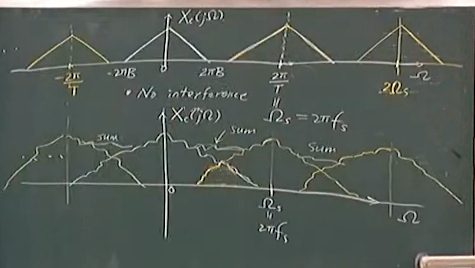 Xc(jΩ)
-2π/T -2πB 0 2πB 2π/T 2Ωs Ω
• No interference
॥
Ωs = 2πfs
Xc(jΩ)
sum sum sum
0 Ωs Ω
॥
2πfs